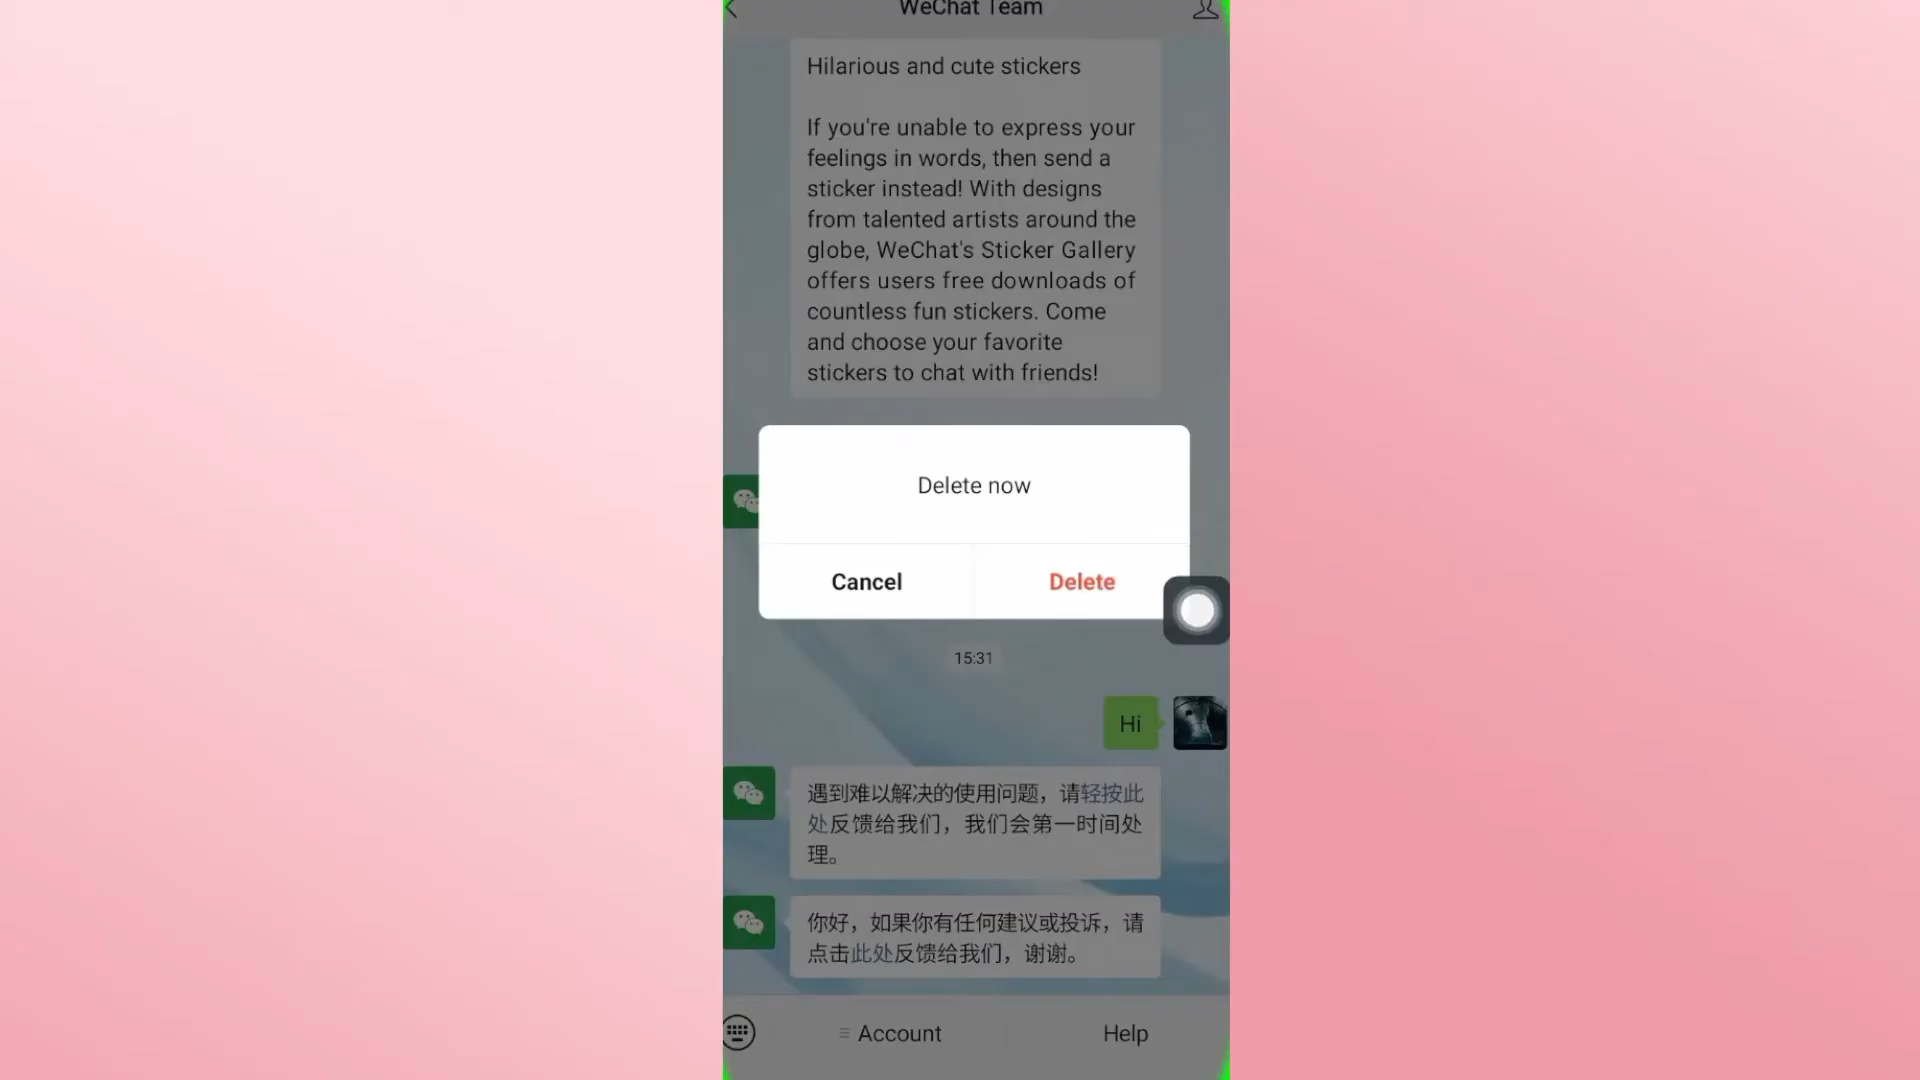 WeChat Team
Hilarious and cute stickers
If you're unable to express your
feelings in words, then send a
sticker instead! With designs
from talented artists around the
globe, WeChat's Sticker Gallery
offers users free downloads of
countless fun stickers. Come
and choose your favorite
stickers to chat with friends!
Delete now
Cancel
Delete
15:31
Hi
遇到难以解决的使用问题，请轻按此
处反馈给我们，我们会第一时间处
理。
你好，如果你有任何建议或投诉，请
点击此处反馈给我们，谢谢。
Account
Help